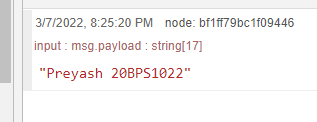 3/7/2022, 8:25:20 PM node: bf1ff79bc1f09446
input : msg.payload : string[17]
"Preyash 20BPS1022"